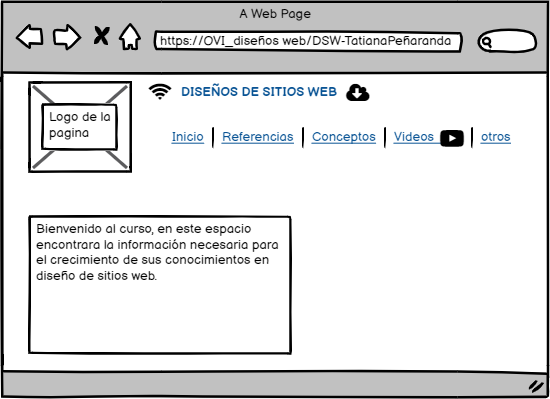 A Web Page
https://OVI_diseños web/DSW-TatianaPeñaranda
DISEÑOS DE SITIOS WEB
Logo de la
pagina
Inicio | Referencias | Conceptos | Videos | otros
Bienvenido al curso, en este espacio
encontrara la información necesaria para
el crecimiento de sus conocimientos en
diseño de sitios web.